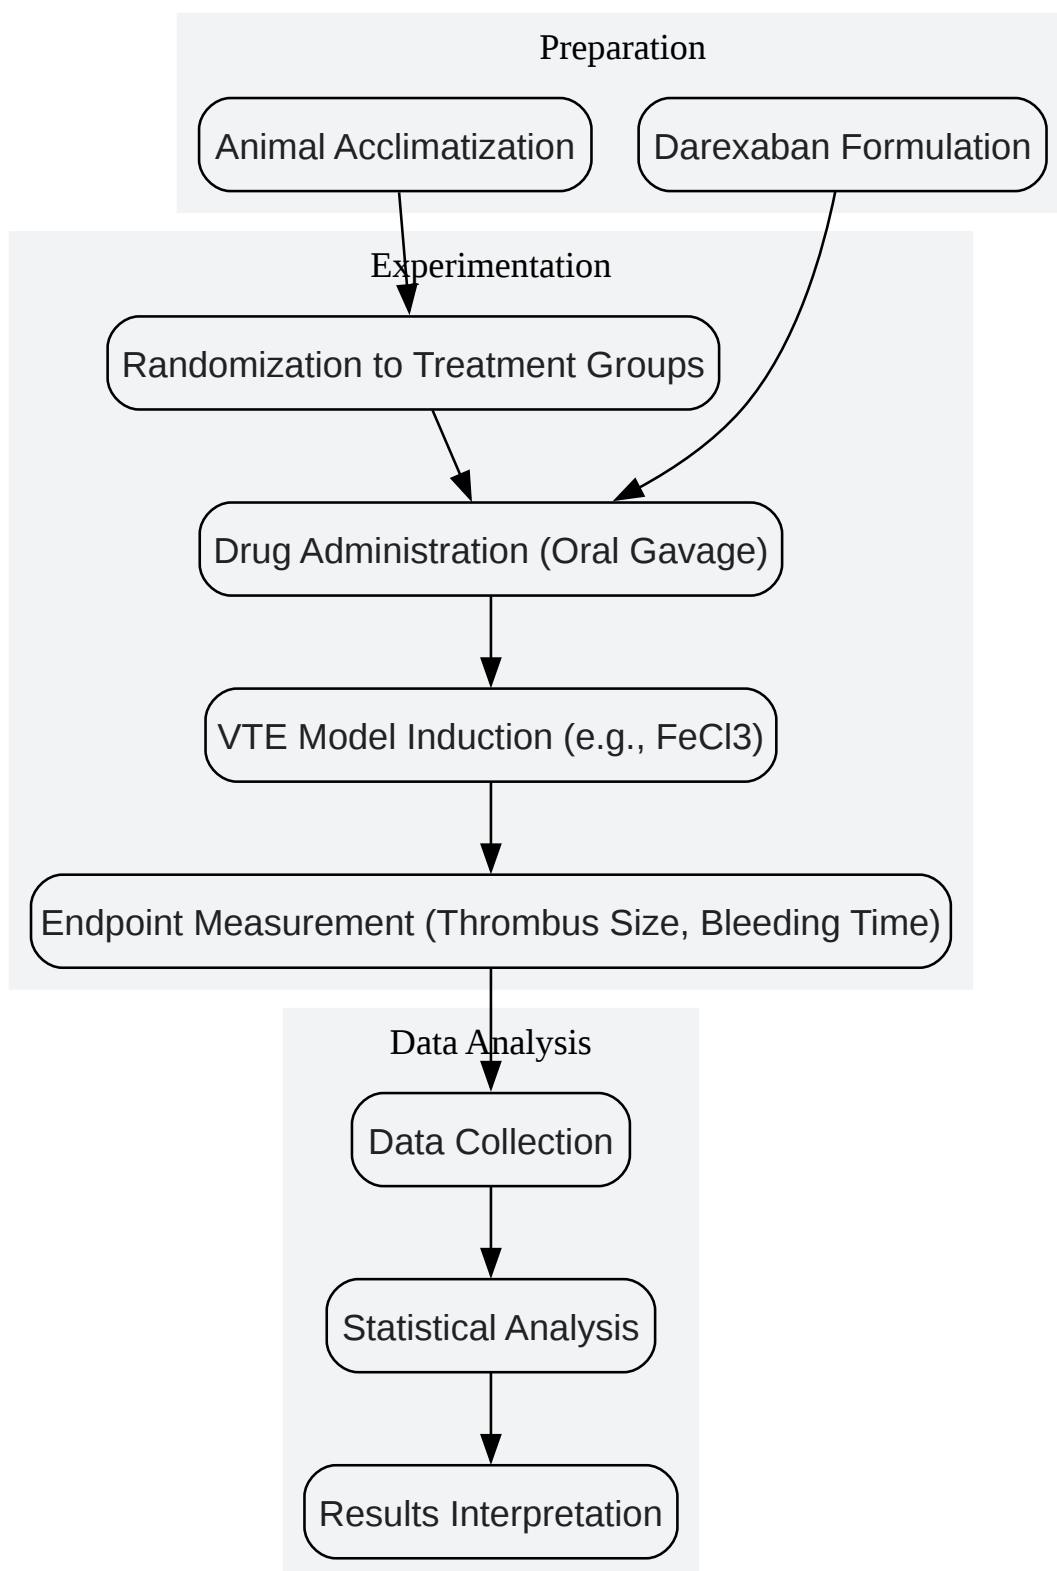 Preparation
Animal Acclimatization
Darexaban Formulation
Experimentation
Randomization to Treatment Groups
Drug Administration (Oral Gavage)
VTE Model Induction (e.g., FeCl3)
Endpoint Measurement (Thrombus Size, Bleeding Time)
Data Analysis
Data Collection
Statistical Analysis
Results Interpretation